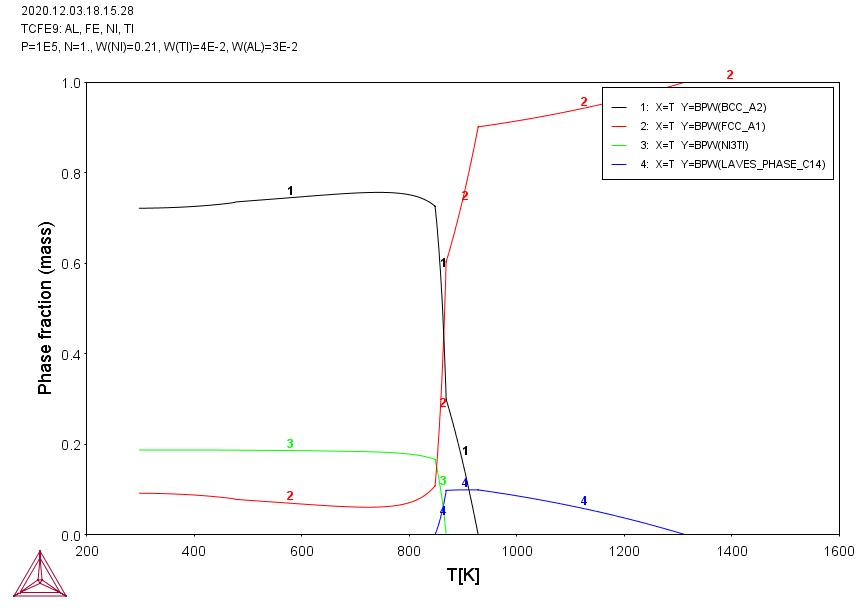 2020.12.03.18.15.28
TCFE9: AL, FE, NI, TI
P=1E5, N=1., W(NI)=0.21, W(TI)=4E-2, W(AL)=3E-2
1: X=T Y=BPW(BCC_A2)
2: X=T Y=BPW(FCC_A1)
3: X=T Y=BPW(NI3TI)
4: X=T Y=BPW(LAVES_PHASE_C14)
Phase fraction (mass)
1.0
0.8
0.6
0.4
0.2
0.0
2
2
1
2
1
2
1
3
3
4
2
4
4
200 400 600 800 1000 1200 1400 1600
T[K]